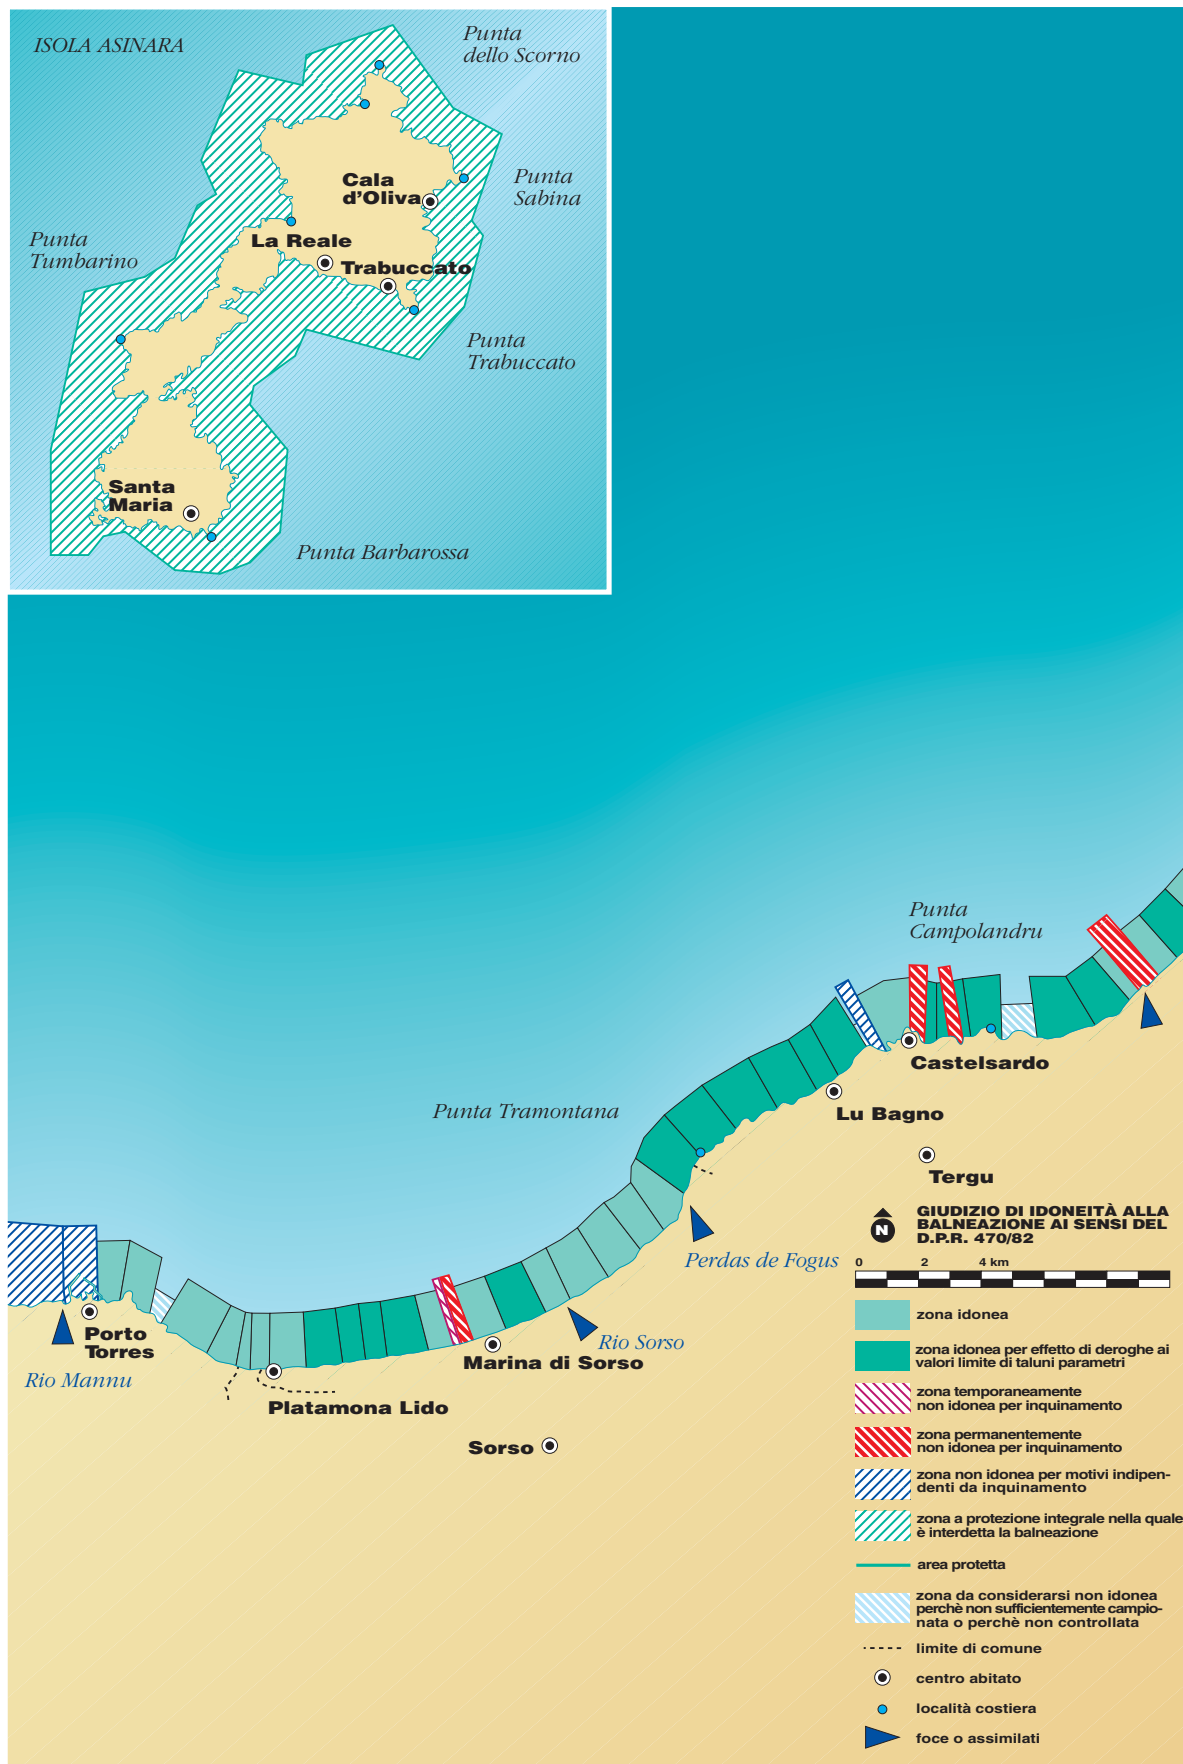 ISOLA ASINARA
Punta
dello Scorno
Cala
d'Oliva
Punta
Sabina
Punta
Tumbarino
La Reale
Trabuccato
Punta
Trabuccato
Santa
Maria
Punta Barbarossa
Punta
Campolandru
Castelsardo
Punta Tramontana
Lu Bagno
Tergu
Perdas de Fogus
Porto
Torres
Rio Mannu
Rio Sorso
Marina di Sorso
Platamona Lido
Sorso
N
GIUDIZIO DI IDONEITÀ ALLA
BALNEAZIONE AI SENSI DEL
D.P.R. 470/82
0 2 4 km
zona idonea
zona idonea per effetto di deroghe ai
valori limite di taluni parametri
zona temporaneamente
non idonea per inquinamento
zona permanentemente
non idonea per inquinamento
zona non idonea per motivi indipen-
denti da inquinamento
zona a protezione integrale nella quale
è interdetta la balneazione
area protetta
zona da considerarsi non idonea
perchè non sufficientemente campio-
nata o perchè non controllata
limite di comune
centro abitato
località costiera
foce o assimilati